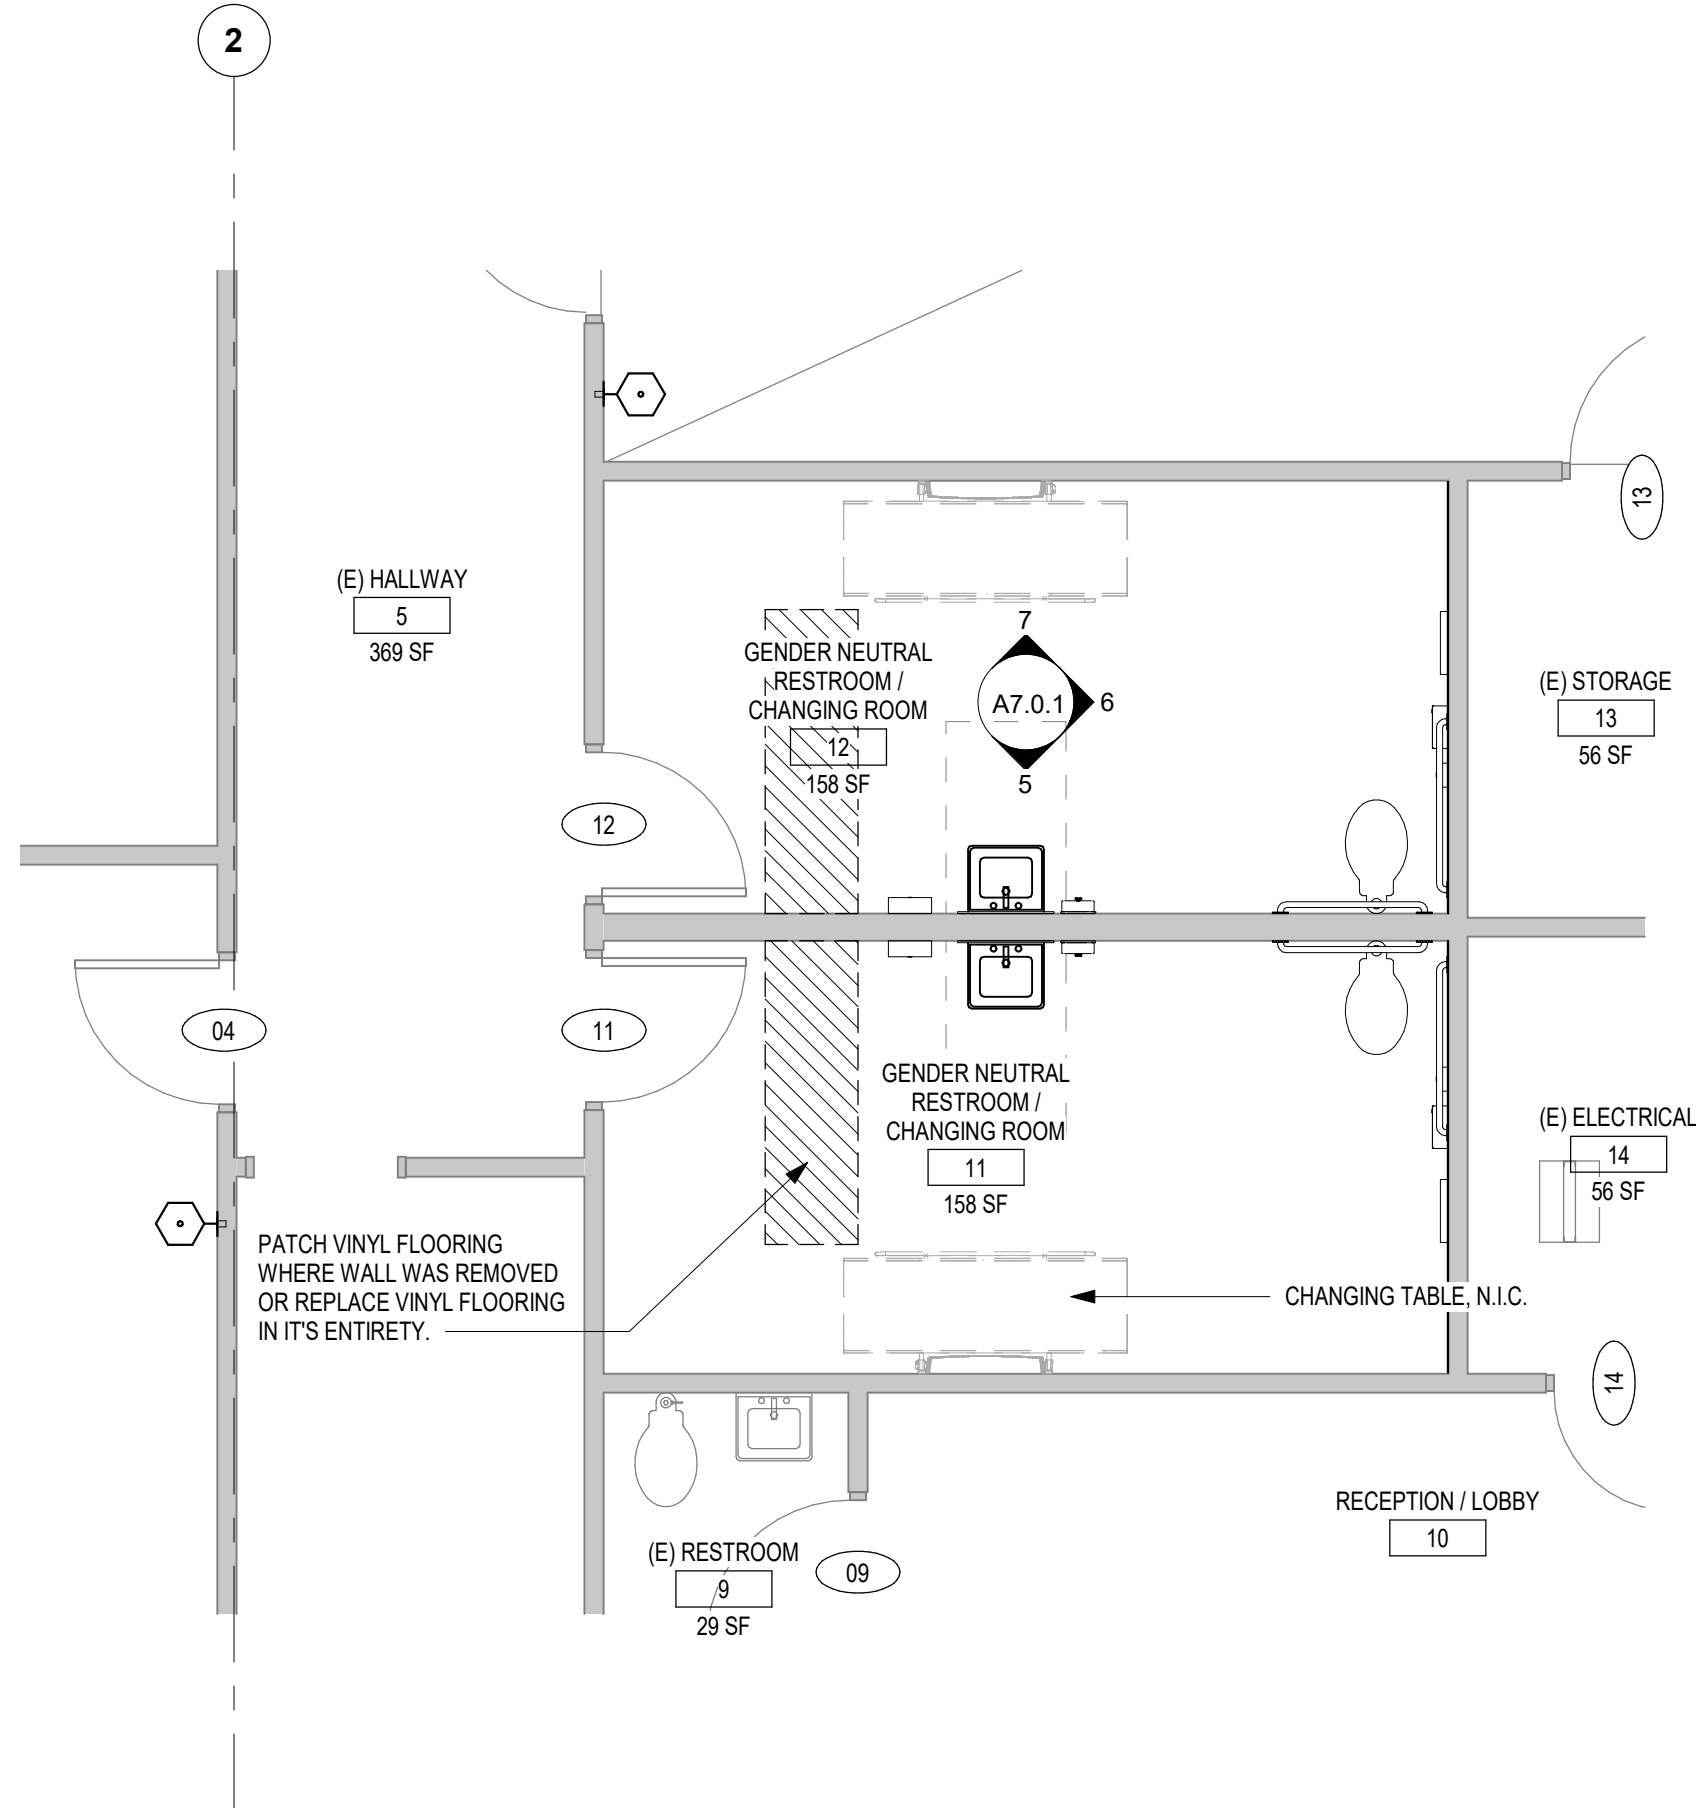 2
13
(E) HALLWAY
5
369 SF
7
GENDER NEUTRAL
RESTROOM /
CHANGING ROOM
12
158 SF
A7.0.1
6
5
(E) STORAGE
13
56 SF
12
04
11
GENDER NEUTRAL
RESTROOM /
CHANGING ROOM
11
158 SF
(E) ELECTRICAL
14
56 SF
PATCH VINYL FLOORING
WHERE WALL WAS REMOVED
OR REPLACE VINYL FLOORING
IN IT'S ENTIRETY.
CHANGING TABLE, N.I.C.
14
RECEPTION / LOBBY
10
(E) RESTROOM
9
29 SF
09